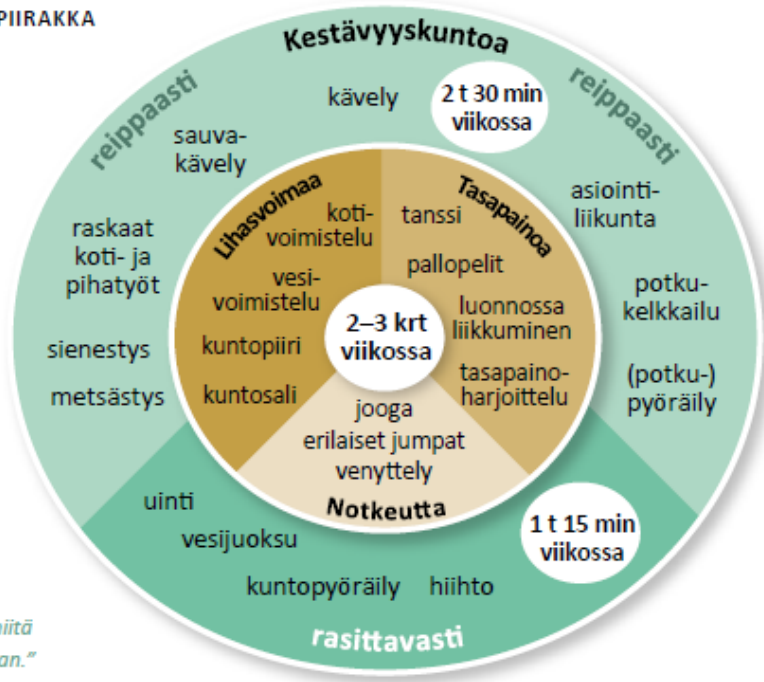 PIIRAKKA
Kestävyyskuntoa
reippaasti
reippaasti
kävely
2 t 30 min
viikossa
sauva-
kävely
asiointi-
liikunta
raskaat
koti- ja
pihatyöt
potku-
kelkkailu
sienestys
metsästys
(potku-)
pyöräily
Lihasvoimaa
koti-
voimistelu
vesi-
voimistelu
kuntopiiri
kuntosali
Tasapainoa
tanssi
pallopelit
luonnossa
liikkuminen
tasapaino-
harjoittelu
2–3 krt
viikossa
jooga
erilaiset jumpat
venyttely
Notkeutta
uinti
vesijuoksu
kuntopyöräily
hiihto
1 t 15 min
viikossa
rasittavasti